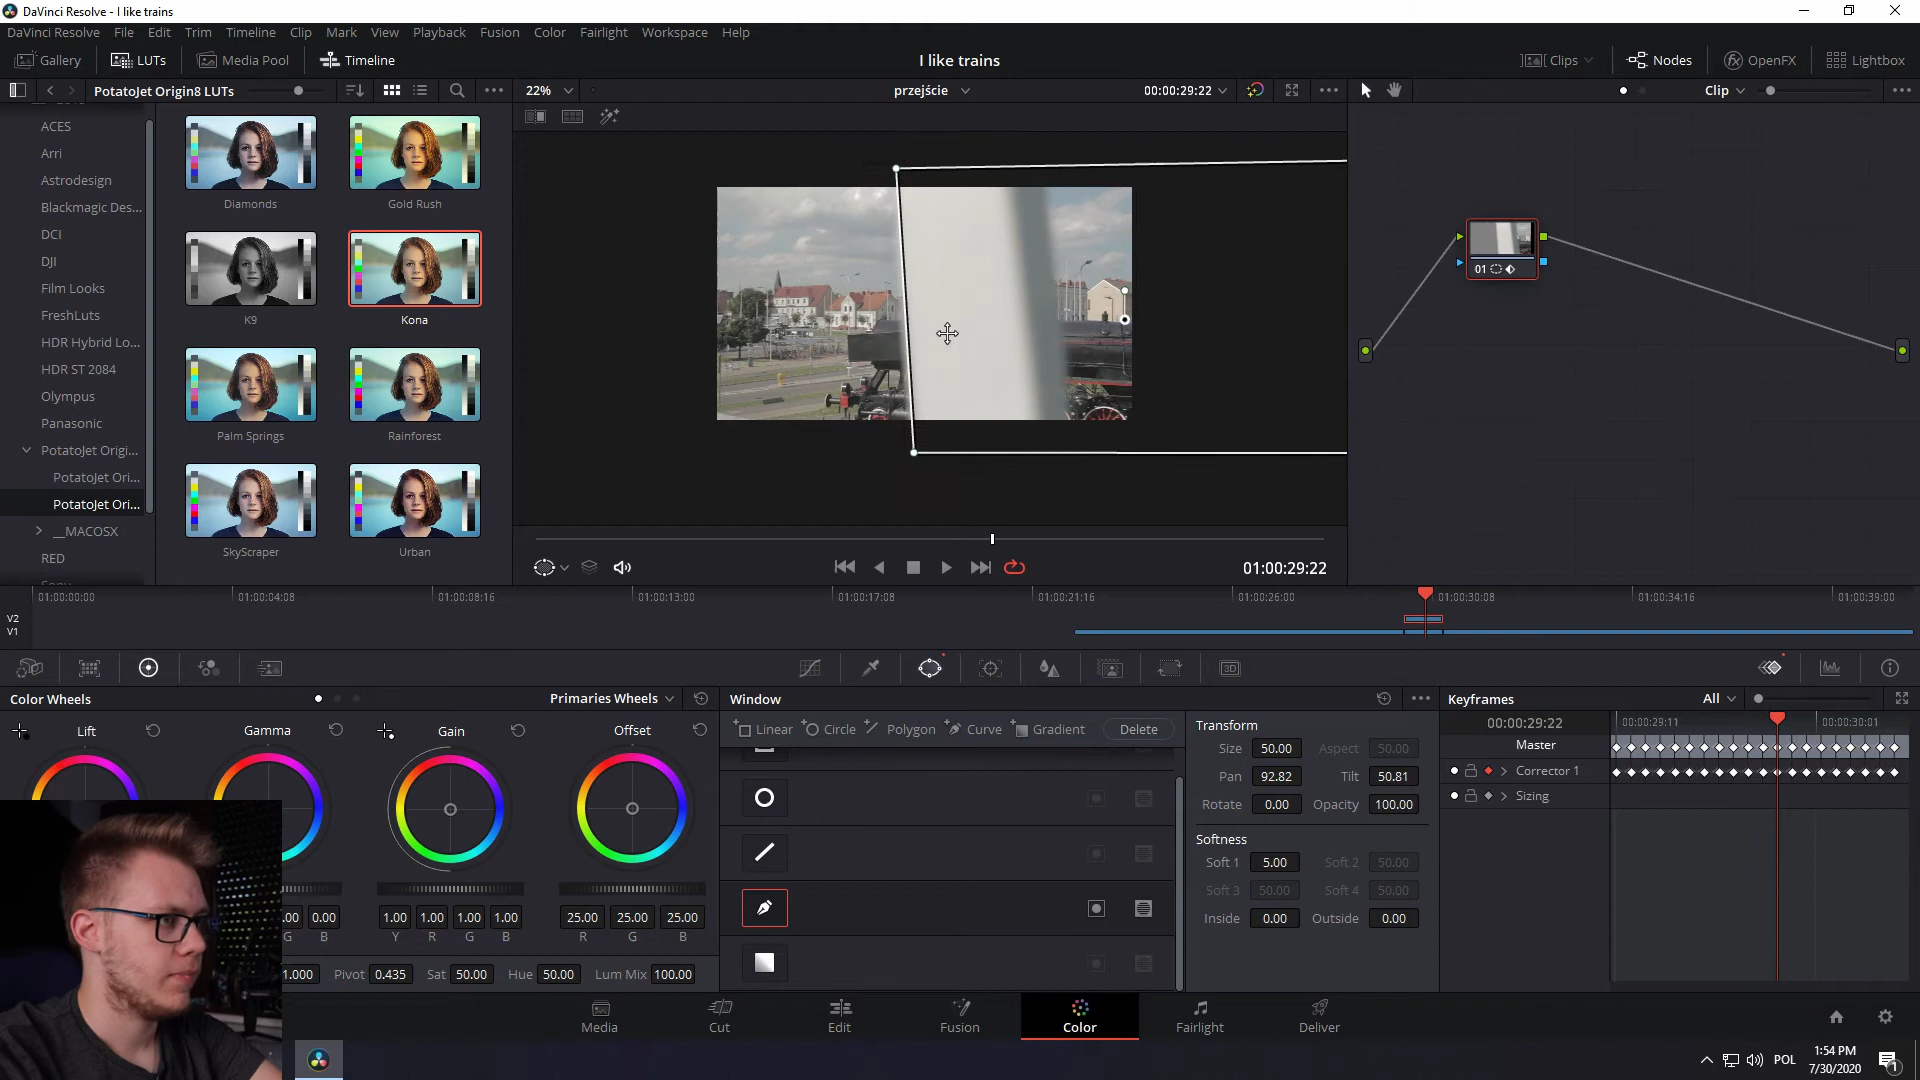 DaVinci Resolve - I like trains
DaVinci Resolve File Edit Trim Timeline Clip Mark View Playback Fusion Color Fairlight Workspace Help
Gallery LUTs Media Pool Timeline I like trains Clips Nodes OpenFX Lightbox
PotatoJet Origin8 LUTs 22% przejście 00:00:29:22 Clip
ACES
Arri
Astrodesign
Blackmagic Des...
DCI
DJI
Film Looks
FreshLuts
HDR Hybrid Lo...
HDR ST 2084
Olympus
Panasonic
PotatoJet Origi...
PotatoJet Ori...
PotatoJet Ori...
__MACOSX
RED
Diamonds Gold Rush
K9 Kona
Palm Springs Rainforest
SkyScraper Urban
01
01:00:29:22
01:00:00:00 01:00:04:08 01:00:08:16 01:00:13:00 01:00:17:08 01:00:21:16 01:00:26:00 01:00:30:08 01:00:34:16 01:00:39:00
V2
V1
3D
Color Wheels Primaries Wheels Window Keyframes All
Lift Gamma Gain Offset
Linear Circle Polygon Curve Gradient Delete
Transform
Size 50.00 Aspect 50.00
Pan 92.82 Tilt 50.81
Rotate 0.00 Opacity 100.00
Softness
Soft 1 5.00 Soft 2 50.00
Soft 3 50.00 Soft 4 50.00
Inside 0.00 Outside 0.00
00:00:29:22 00:00:29:11 00:00:30:01
Master
Corrector 1
Sizing
0.00 1.00 1.00 1.00 1.00 25.00 25.00 25.00
G B Y R G B R G B
1.000 Pivot 0.435 Sat 50.00 Hue 50.00 Lum Mix 100.00
Media Cut Edit Fusion Color Fairlight Deliver
POL 1:54 PM
7/30/2020
1